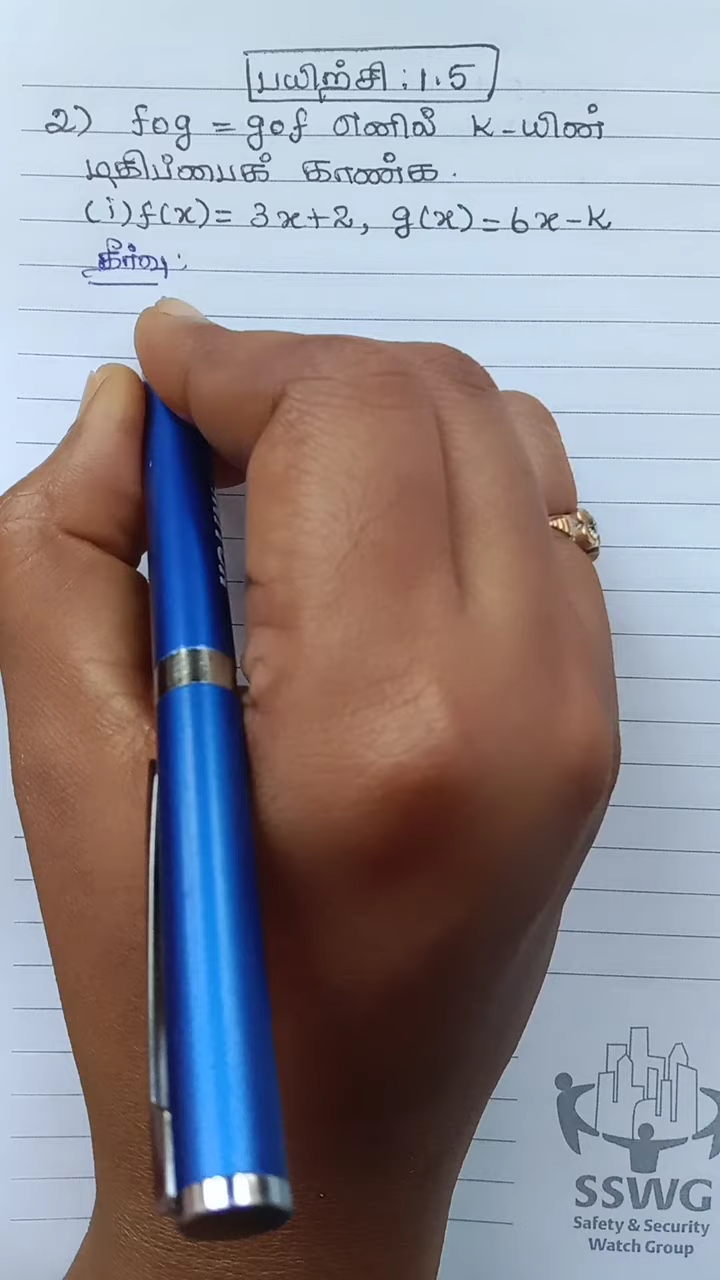 பயிற்சி : 1.5
2) fog = gof எனில் K-யின்
மதிப்பைக் காண்க.
(i) f(x) = 3x+2, g(x) = 6x-k
தீர்வு:
SSWG
Safety & Security
Watch Group